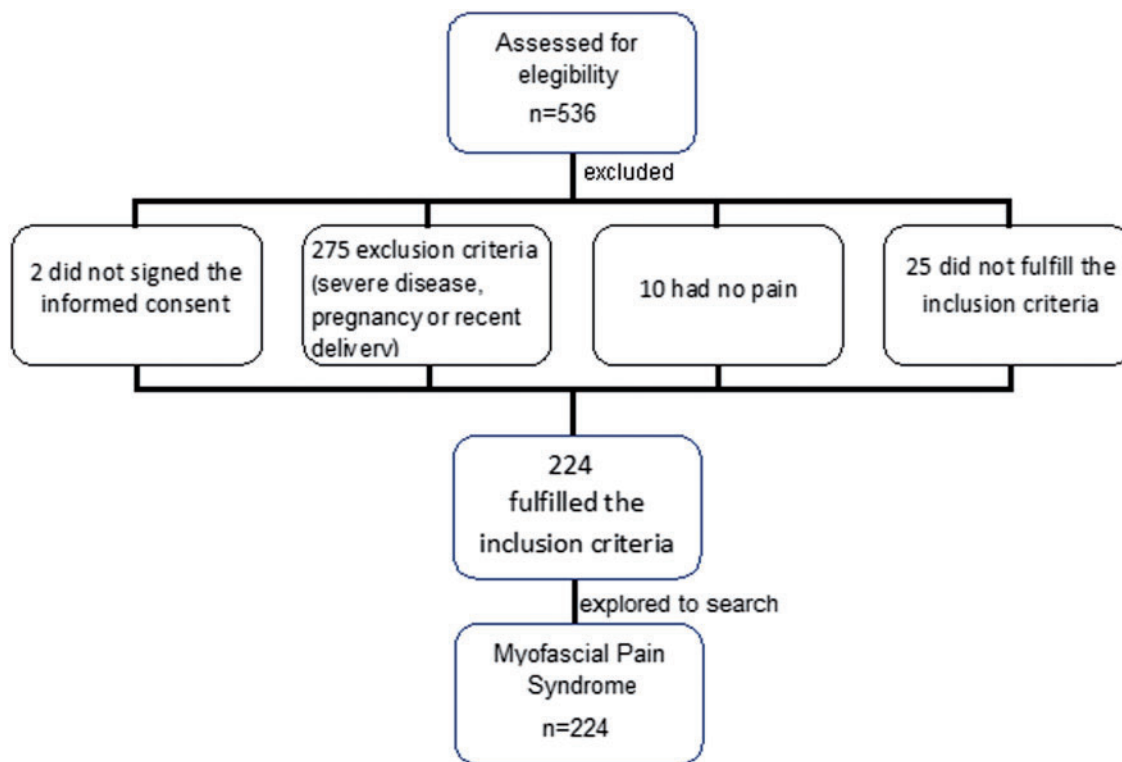 Assessed for
elegibility
n=536
excluded
2 did not signed the
informed consent
275 exclusion criteria
(severe disease,
pregnancy or recent
delivery)
10 had no pain
25 did not fulfill the
inclusion criteria
224
fulfilled the
inclusion criteria
explored to search
Myofascial Pain
Syndrome
n=224